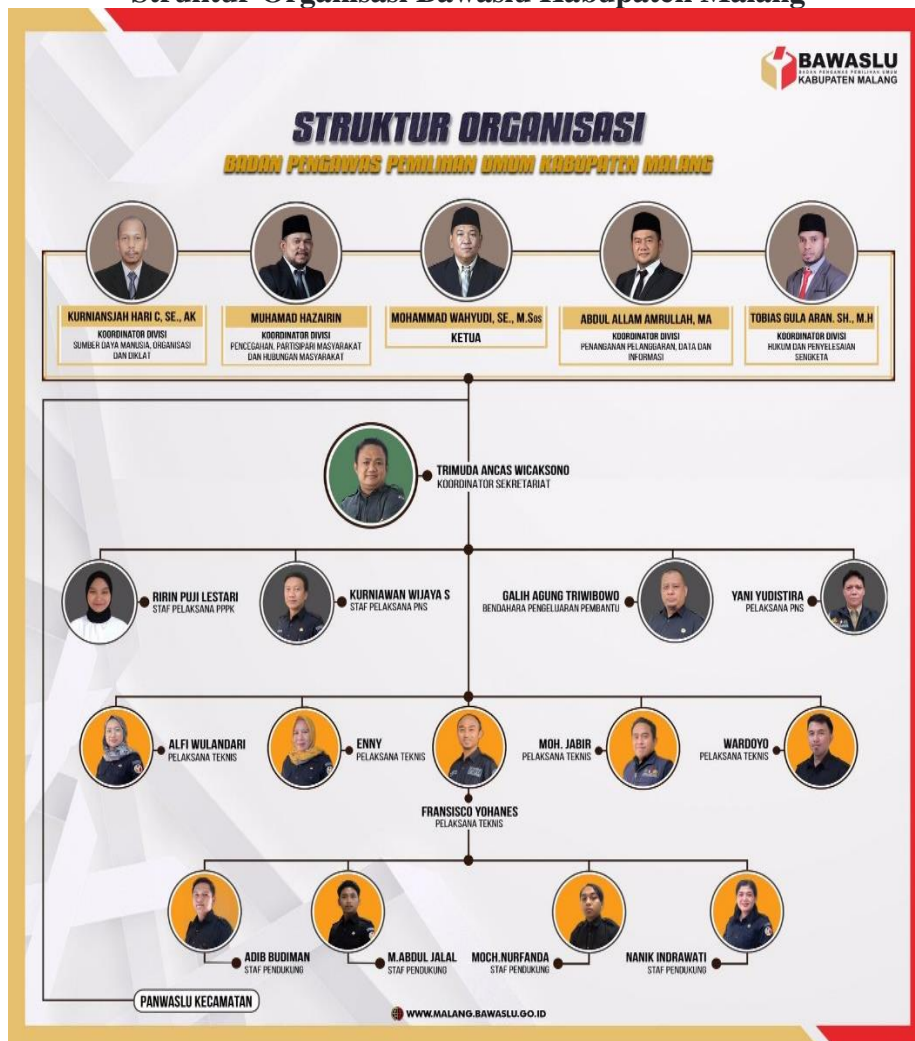 Struktur Organisasi Bawaslu Kabupaten Malang
BAWASLU
BADAN PENGAWAS PEMILIHAN UMUM
KABUPATEN MALANG
STRUKTUR ORGANISASI
BADAN PENGAWAS PEMILIHAN UMUM KABUPATEN MALANG
KURNIANSJAH HARI C, SE., AK
KOORDINATOR DIVISI
SUMBER DAYA MANUSIA, ORGANISASI
DAN DIKLAT
MUHAMAD HAZAIRIN
KOORDINATOR DIVISI
PENCEGAHAN, PARTISIPARI MASYARAKAT
DAN HUBUNGAN MASYARAKAT
MOHAMMAD WAHYUDI, SE., M.Sos
KETUA
ABDUL ALLAM AMRULLAH, MA
KOORDINATOR DIVISI
PENANGANAN PELANGGARAN, DATA DAN
INFORMASI
TOBIAS GULA ARAN. SH., M.H
KOORDINATOR DIVISI
HUKUM DAN PENYELESAIAN
SENGKETA
TRIMUDA ANCAS WICAKSONO
KOORDINATOR SEKRETARIAT
RIRIN PUJI LESTARI
STAF PELAKSANA PPPK
KURNIAWAN WIJAYA S
STAF PELAKSANA PNS
GALIH AGUNG TRIWIBOWO
BENDAHARA PENGELUARAN PEMBANTU
YANI YUDISTIRA
PELAKSANA PNS
ALFI WULANDARI
PELAKSANA TEKNIS
ENNY
PELAKSANA TEKNIS
MOH. JABIR
PELAKSANA TEKNIS
WARDOYO
PELAKSANA TEKNIS
FRANSISCO YOHANES
PELAKSANA TEKNIS
ADIB BUDIMAN
STAF PENDUKUNG
M.ABDUL JALAL
STAF PENDUKUNG
MOCH.NURFANDA
STAF PENDUKUNG
NANIK INDRAWATI
STAF PENDUKUNG
PANWASLU KECAMATAN
WWW.MALANG.BAWASLU.GO.ID